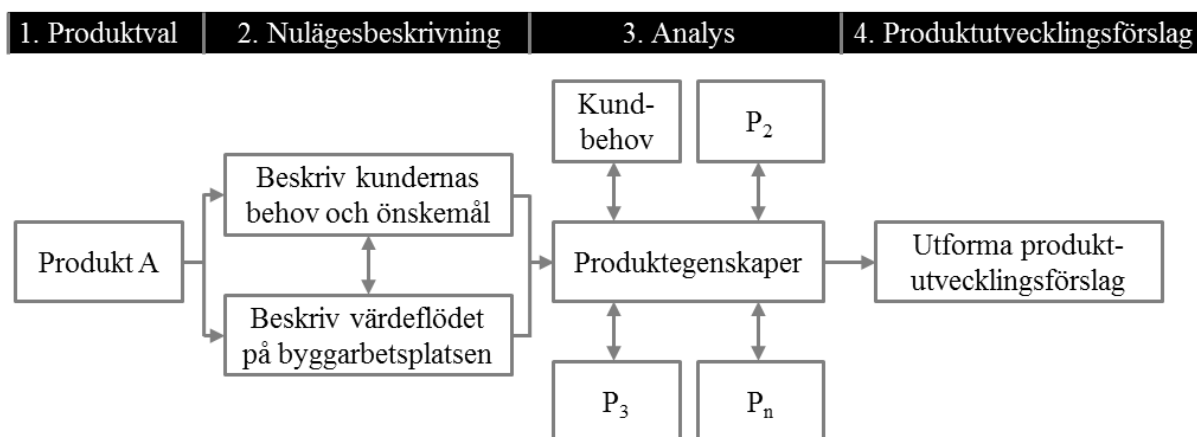 1. Produktval
2. Nulägesbeskrivning
3. Analys
4. Produktutvecklingsförslag
Produkt A
Beskriv kundernas
behov och önskemål
Beskriv värdeflödet
på byggarbetsplatsen
Kund-
behov
P₂
Produktegenskaper
P₃
Pₙ
Utforma produkt-
utvecklingsförslag